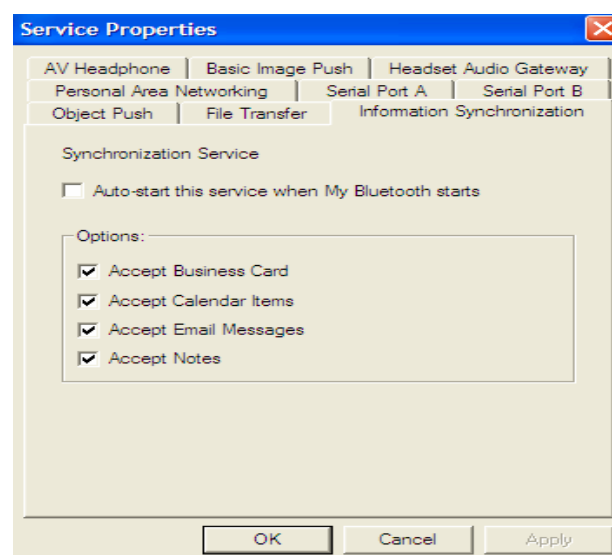 Service Properties
AV Headphone Basic Image Push Headset Audio Gateway
Personal Area Networking Serial Port A Serial Port B
Object Push File Transfer Information Synchronization
Synchronization Service
Auto-start this service when My Bluetooth starts
Options:
Accept Business Card
Accept Calendar Items
Accept Email Messages
Accept Notes
OK Cancel Apply